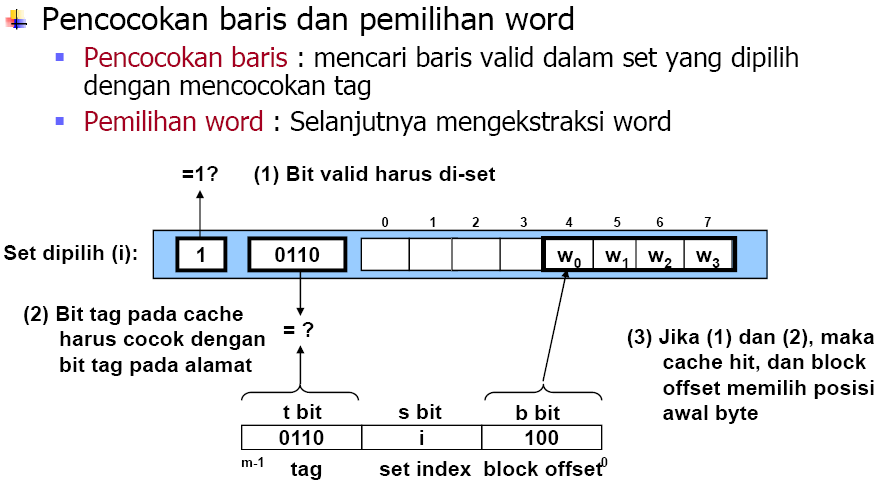 Pencocokan baris dan pemilihan word
Pencocokan baris : mencari baris valid dalam set yang dipilih
dengan mencocokan tag
Pemilihan word : Selanjutnya mengekstraksi word
=1? (1) Bit valid harus di-set
0 1 2 3 4 5 6 7
Set dipilih (i): 1 0110 w0 w1 w2 w3
(2) Bit tag pada cache
harus cocok dengan
bit tag pada alamat
= ?
(3) Jika (1) dan (2), maka
cache hit, dan block
offset memilih posisi
awal byte
t bit s bit b bit
0110 i 100
m-1 tag set index block offset 0